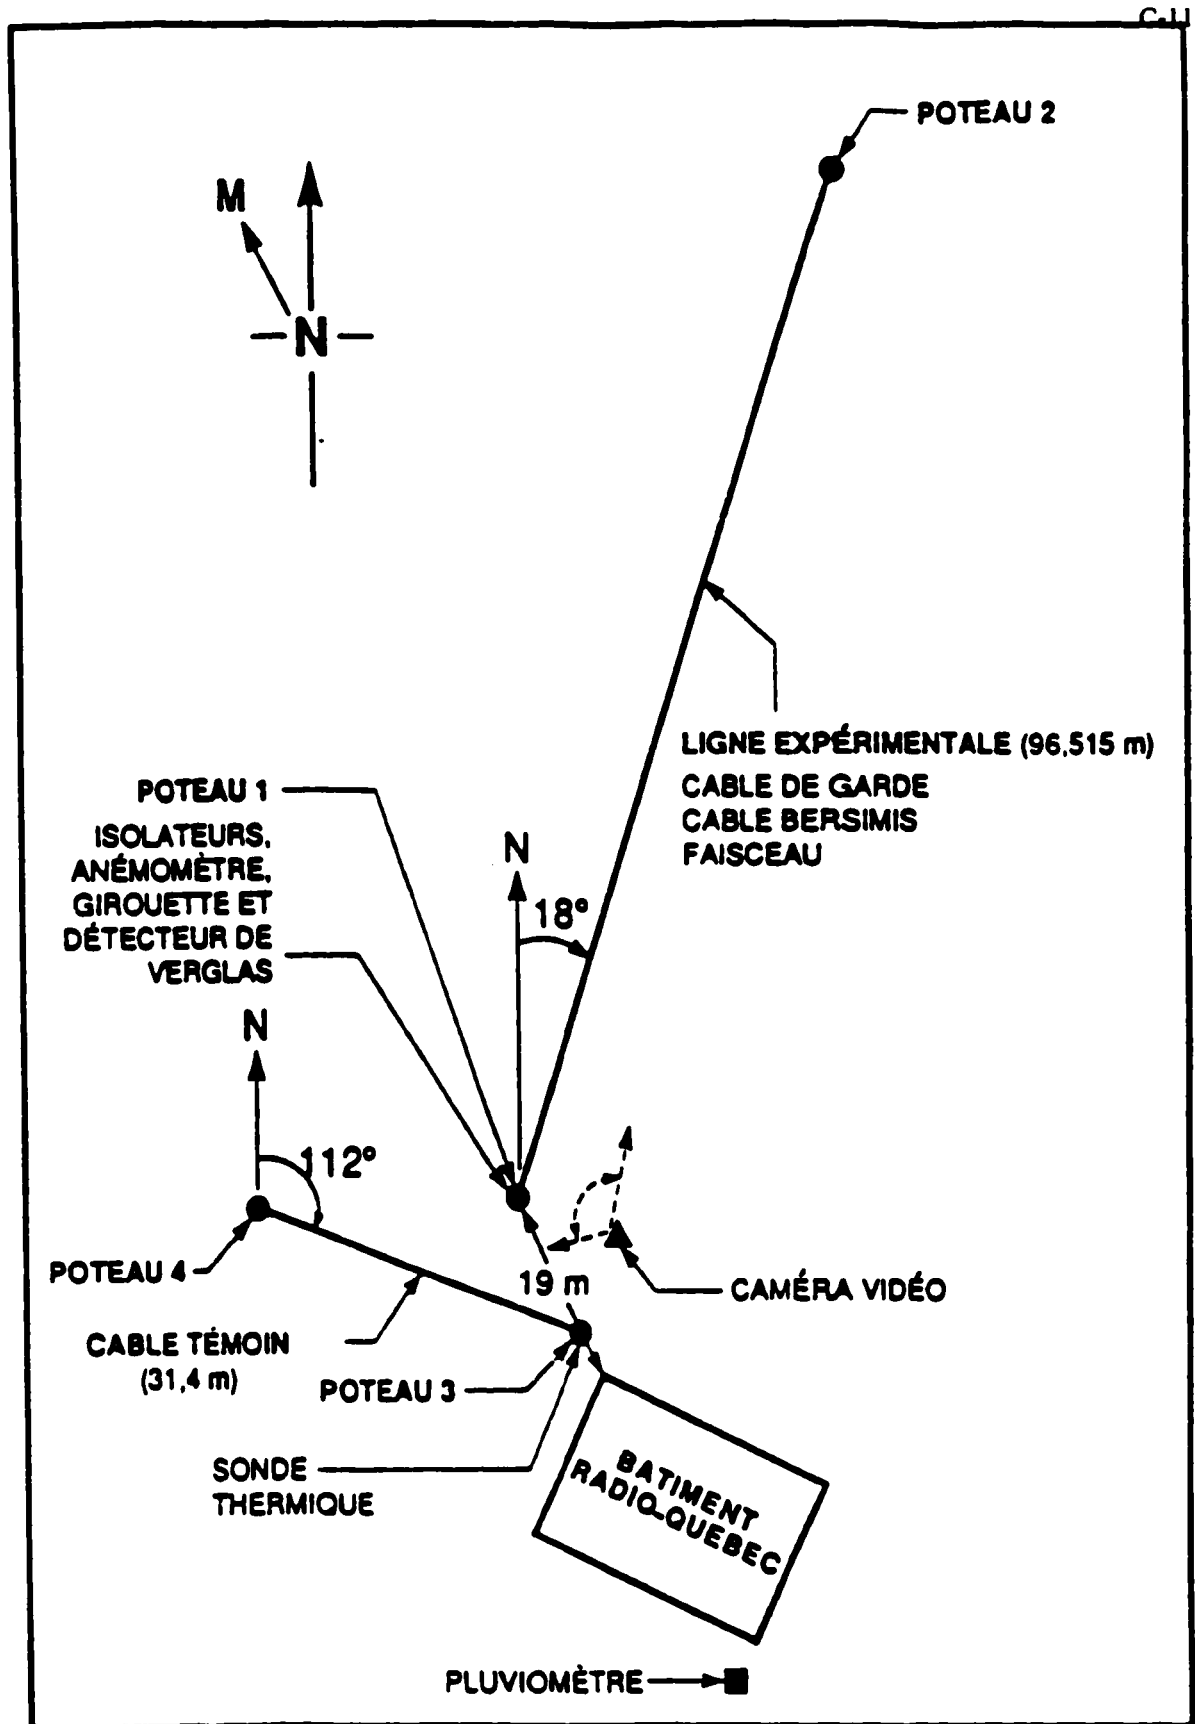 C-11
POTEAU 2
M
N
LIGNE EXPÉRIMENTALE (96,515 m)
CABLE DE GARDE
CABLE BERSIMIS
FAISCEAU
POTEAU 1
ISOLATEURS,
ANÉMOMÈTRE,
GIROUETTE ET
DÉTECTEUR DE
VERGLAS
N
18°
N
112°
POTEAU 4
19 m
CAMÉRA VIDÉO
CABLE TÉMOIN
(31,4 m)
POTEAU 3
SONDE
THERMIQUE
BATIMENT
RADIO-QUEBEC
PLUVIOMÈTRE